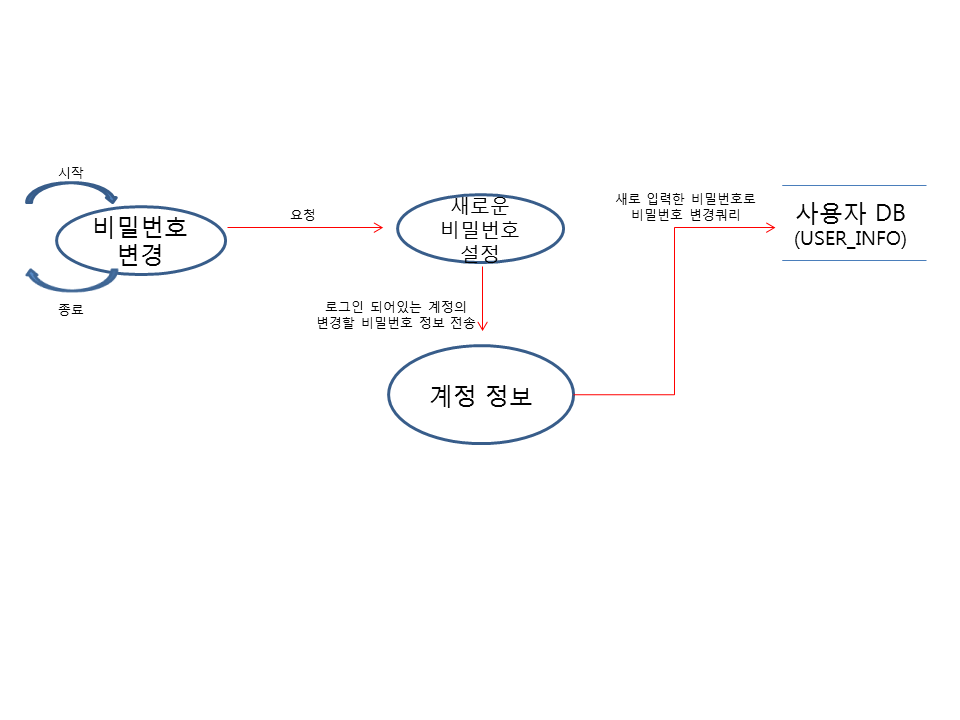 시작
비밀번호
변경
종료
요청
새로운
비밀번호
설정
로그인 되어있는 계정의
변경할 비밀번호 정보 전송
계정 정보
새로 입력한 비밀번호로
비밀번호 변경쿼리
사용자 DB
(USER_INFO)